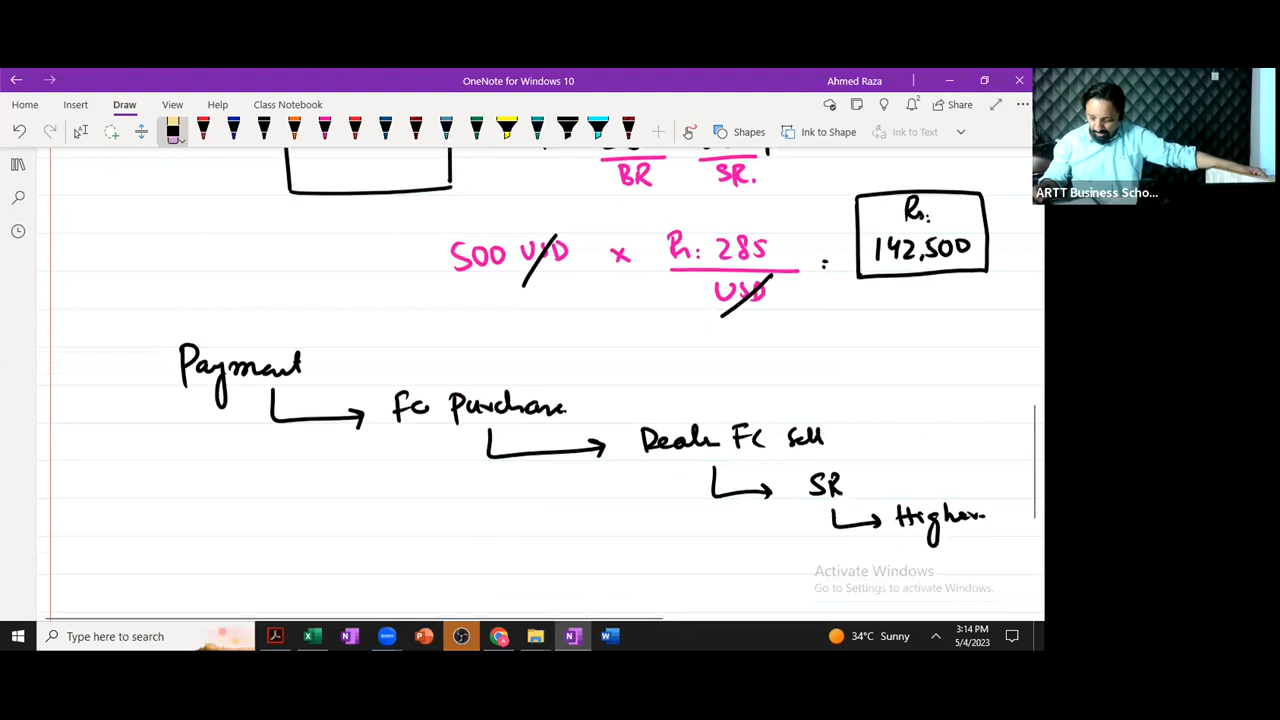 OneNote for Windows 10
Ahmed Raza
Home Insert Draw View Help Class Notebook
Share
Shapes Ink to Shape Ink to Text
BR SR.
Rs:
142,500
500 USD x Rs: 285 :
USD
Payment
FC Purchase
Dealer FC Sell
SR
Higher
Activate Windows
Go to Settings to activate Windows.
ARTT Business Scho...
Type here to search
34°C Sunny
3:14 PM
5/4/2023